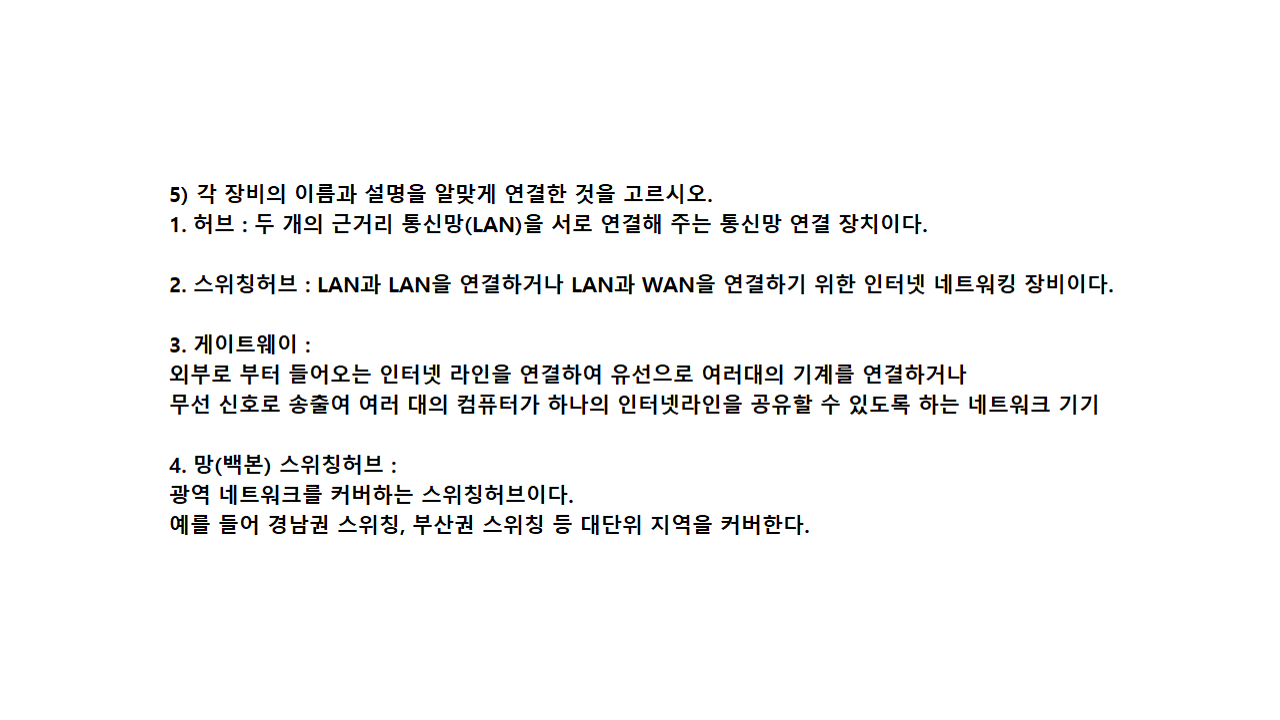 5) 각 장비의 이름과 설명을 알맞게 연결한 것을 고르시오.
1. 허브 : 두 개의 근거리 통신망(LAN)을 서로 연결해 주는 통신망 연결 장치이다.
2. 스위칭허브 : LAN과 LAN을 연결하거나 LAN과 WAN을 연결하기 위한 인터넷 네트워킹 장비이다.
3. 게이트웨이 :
외부로 부터 들어오는 인터넷 라인을 연결하여 유선으로 여러대의 기계를 연결하거나
무선 신호로 송출여 여러 대의 컴퓨터가 하나의 인터넷라인을 공유할 수 있도록 하는 네트워크 기기
4. 망(백본) 스위칭허브 :
광역 네트워크를 커버하는 스위칭허브이다.
예를 들어 경남권 스위칭, 부산권 스위칭 등 대단위 지역을 커버한다.